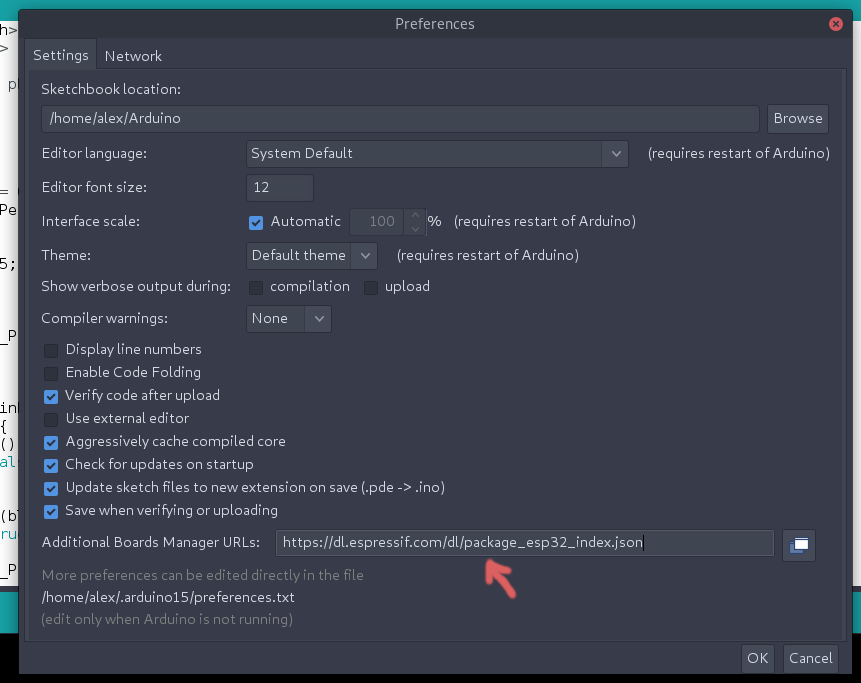 Preferences
Settings Network
Sketchbook location:
/home/alex/Arduino Browse
Editor language: System Default (requires restart of Arduino)
Editor font size: 12
Interface scale: Automatic 100 % (requires restart of Arduino)
Theme: Default theme (requires restart of Arduino)
Show verbose output during: compilation upload
Compiler warnings: None
Display line numbers
Enable Code Folding
Verify code after upload
Use external editor
Aggressively cache compiled core
Check for updates on startup
Update sketch files to new extension on save (.pde -> .ino)
Save when verifying or uploading
Additional Boards Manager URLs: https://dl.espressif.com/dl/package_esp32_index.json
More preferences can be edited directly in the file
/home/alex/.arduino15/preferences.txt
(edit only when Arduino is not running)
OK Cancel